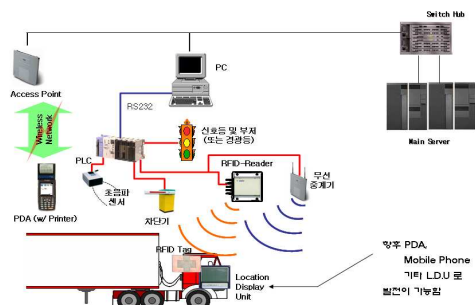 Switch Hub
PC
Access Point
RS232
Main Server
Wireless
Network
신호등 및 부저
(또는 경광등)
PLC
RFID-Reader
초음파
센서
무선
중계기
PDA (w/ Printer)
차단기
RFID Tag
Location
Display
Unit
향후 PDA,
Mobile Phone
기타 L.D.U 로
발전이 가능함